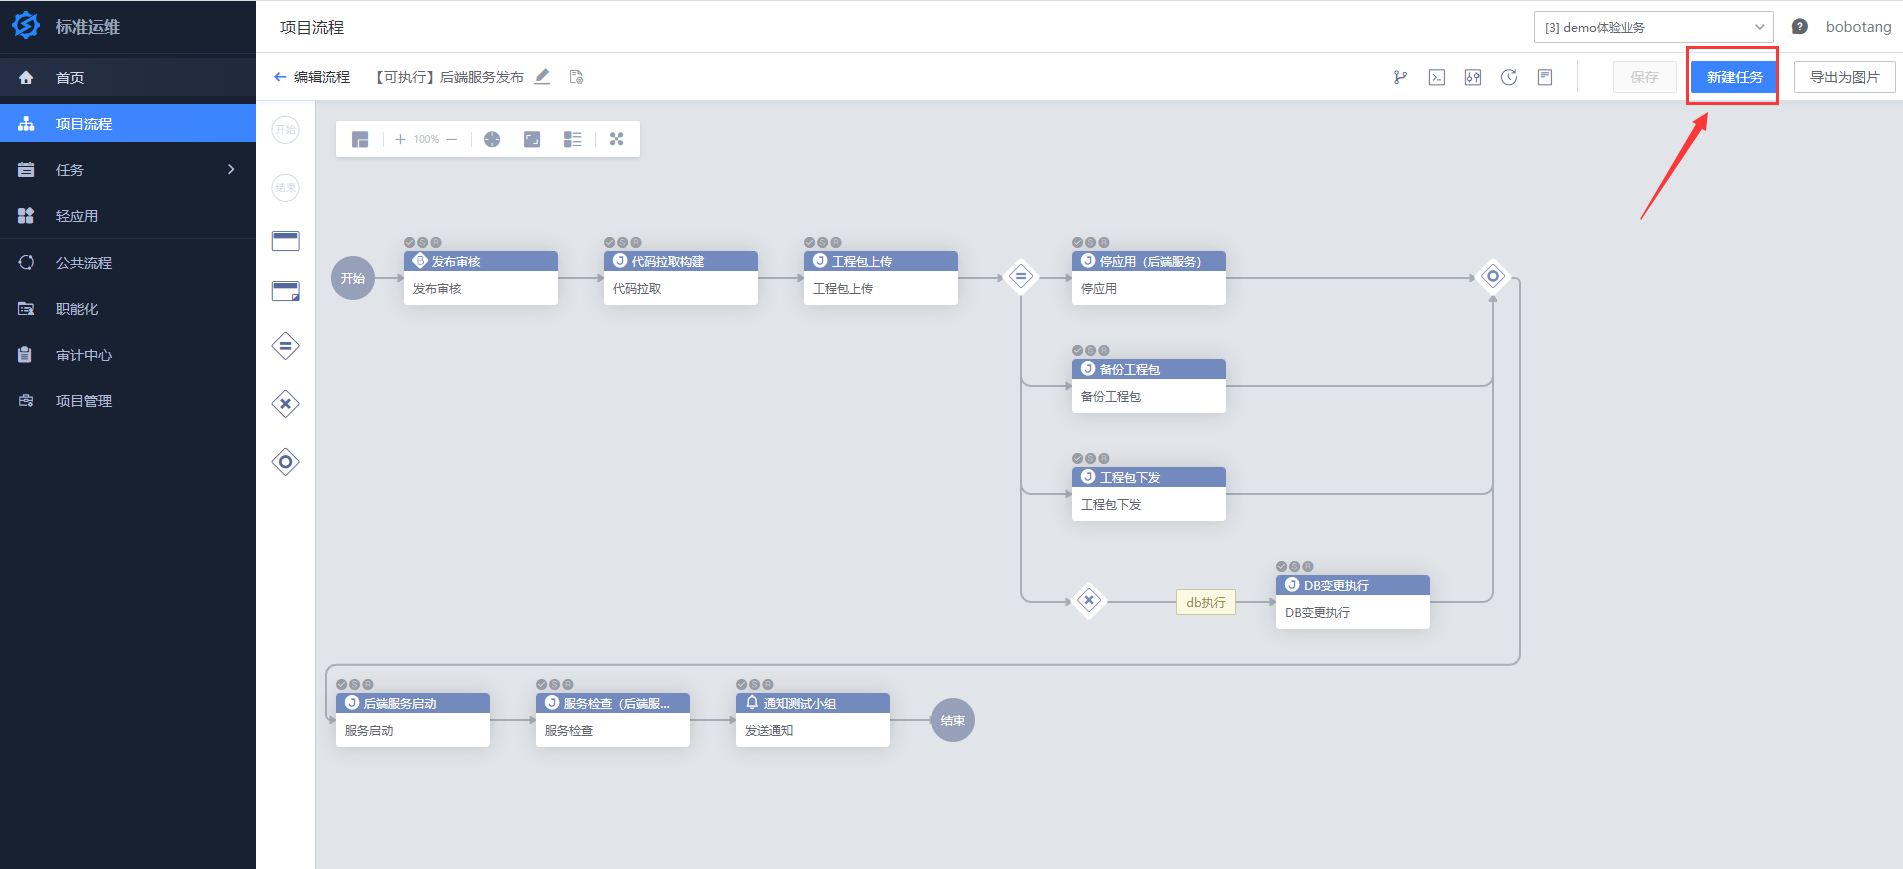 标准运维
首页
项目流程
任务
轻应用
公共流程
职能化
审计中心
项目管理
项目流程
[3] demo体验业务
bobotang
编辑流程
【可执行】后端服务发布
保存
新建任务
导出为图片
开始
结束
100%
开始
发布审核
发布审核
代码拉取构建
代码拉取
工程包上传
工程包上传
停应用（后端服务）
停应用
备份工程包
备份工程包
工程包下发
工程包下发
db执行
DB变更执行
DB变更执行
后端服务启动
服务启动
服务检查（后端服...
服务检查
通知测试小组
发送通知
结束